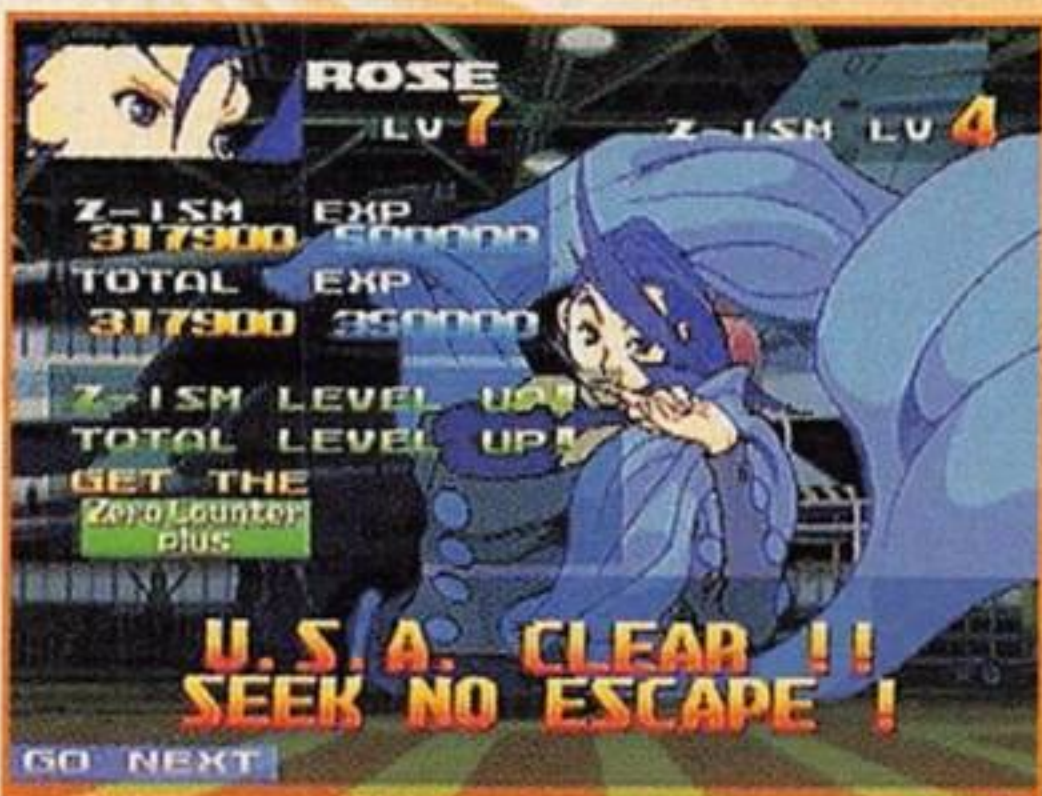 ROSE
LV 7
Z-ISM LV 4
Z-ISM EXP
317900 500000
TOTAL EXP
317900 350000
Z-ISM LEVEL UP!
TOTAL LEVEL UP!
GET THE
Zero Counter
plus
U.S.A. CLEAR !!
SEEK NO ESCAPE !
GO NEXT
07